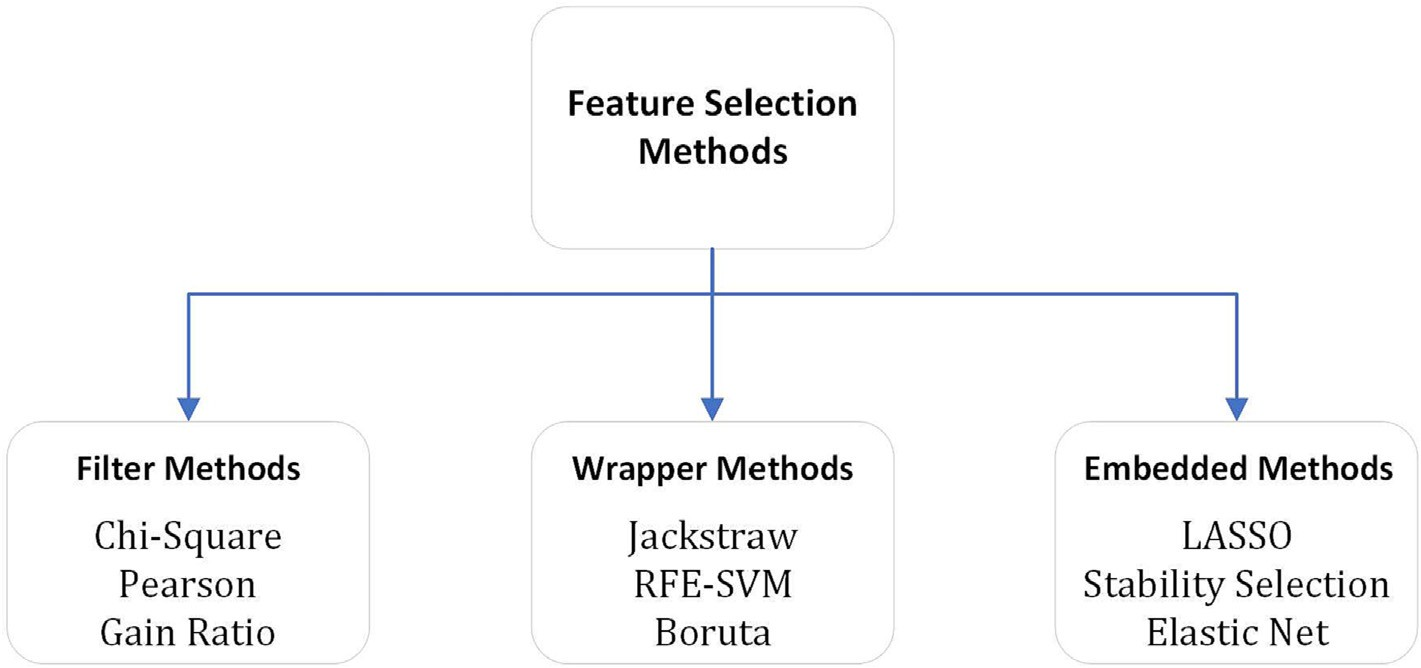 Feature Selection
Methods
Filter Methods
Chi-Square
Pearson
Gain Ratio
Wrapper Methods
Jackstraw
RFE-SVM
Boruta
Embedded Methods
LASSO
Stability Selection
Elastic Net